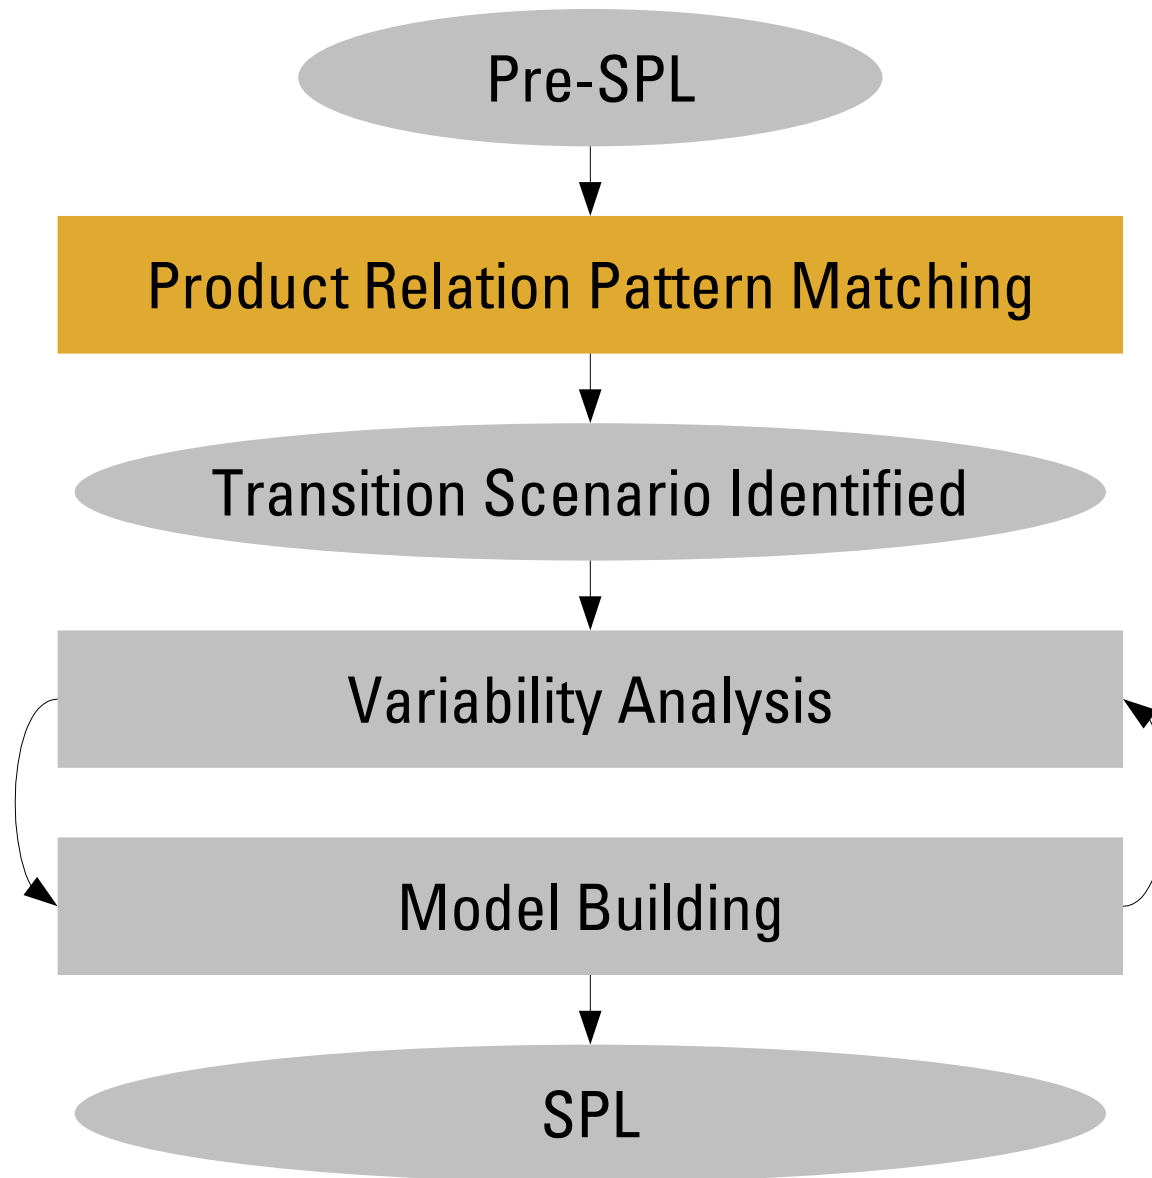 Pre-SPL
Product Relation Pattern Matching
Transition Scenario Identified
Variability Analysis
Model Building
SPL